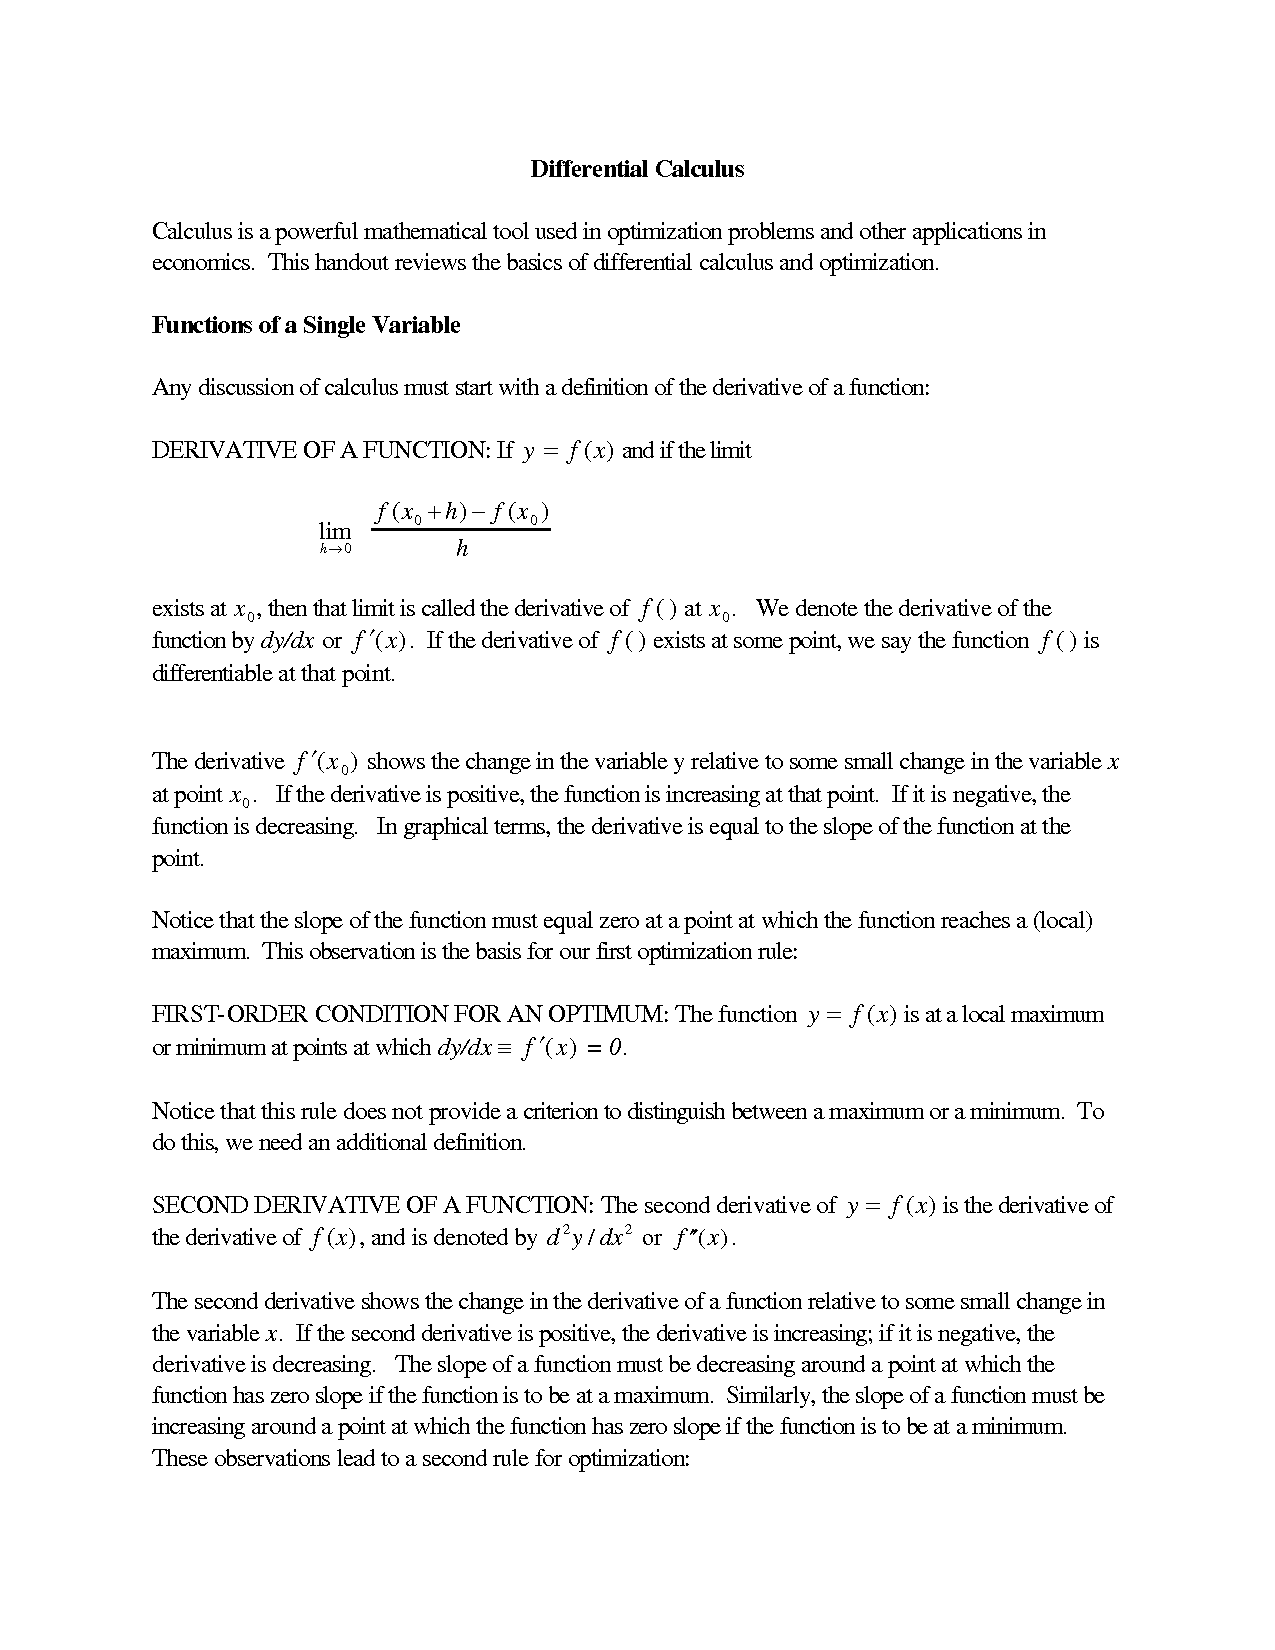 Differential Calculus
Calculus is a powerful mathematical tool used in optimization problems and other applications in
economics.  This handout reviews the basics of differential calculus and optimization.
Functions of a Single Variable
Any discussion of calculus must start with a definition of the derivative of a function:
DERIVATIVE OF A FUNCTION: If y = f(x) and if the limit
lim h→0 f(x₀+h)−f(x₀) / h
exists at x₀, then that limit is called the derivative of f( ) at x₀.   We denote the derivative of the
function by dy/dx or f′(x).  If the derivative of f( ) exists at some point, we say the function f( ) is
differentiable at that point.
The derivative f′(x₀) shows the change in the variable y relative to some small change in the variable x
at point x₀.   If the derivative is positive, the function is increasing at that point.  If it is negative, the
function is decreasing.   In graphical terms, the derivative is equal to the slope of the function at the
point.
Notice that the slope of the function must equal zero at a point at which the function reaches a (local)
maximum.  This observation is the basis for our first optimization rule:
FIRST-ORDER CONDITION FOR AN OPTIMUM: The function y = f(x) is at a local maximum
or minimum at points at which dy/dx ≡ f′(x) = 0.
Notice that this rule does not provide a criterion to distinguish between a maximum or a minimum.  To
do this, we need an additional definition.
SECOND DERIVATIVE OF A FUNCTION: The second derivative of y = f(x) is the derivative of
the derivative of f(x), and is denoted by d²y/dx² or f″(x).
The second derivative shows the change in the derivative of a function relative to some small change in
the variable x.  If the second derivative is positive, the derivative is increasing; if it is negative, the
derivative is decreasing.   The slope of a function must be decreasing around a point at which the
function has zero slope if the function is to be at a maximum.  Similarly, the slope of a function must be
increasing around a point at which the function has zero slope if the function is to be at a minimum.
These observations lead to a second rule for optimization: